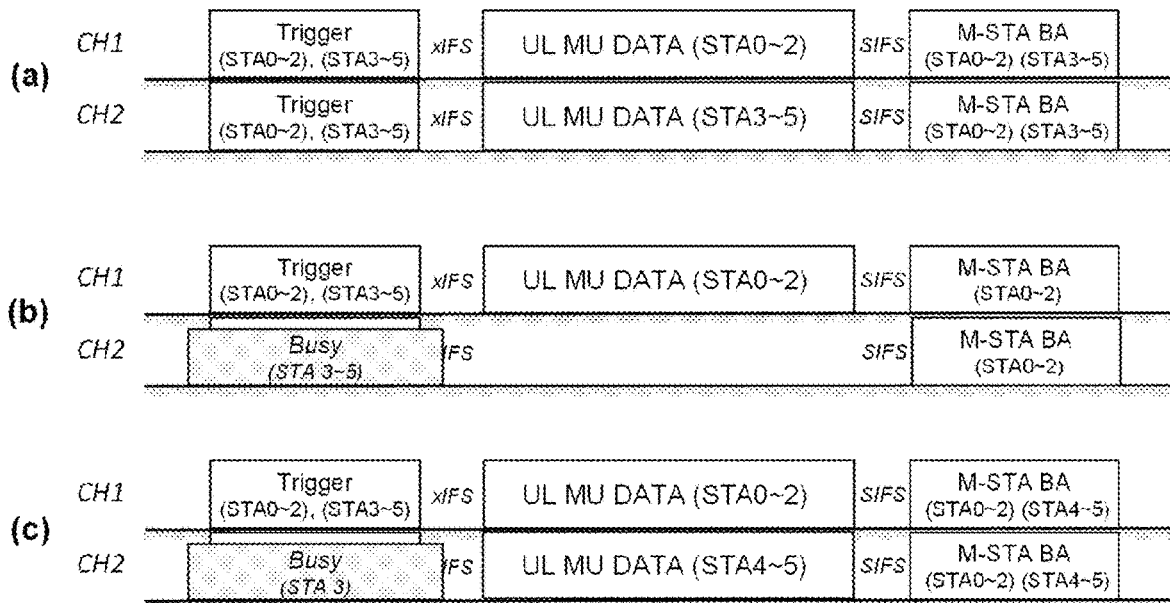 (a)
CH1
Trigger
(STA0~2), (STA3~5)
xIFS
UL MU DATA (STA0~2)
SIFS
M-STA BA
(STA0~2) (STA3~5)
CH2
Trigger
(STA0~2), (STA3~5)
xIFS
UL MU DATA (STA3~5)
SIFS
M-STA BA
(STA0~2) (STA3~5)
(b)
CH1
Trigger
(STA0~2), (STA3~5)
xIFS
UL MU DATA (STA0~2)
SIFS
M-STA BA
(STA0~2)
CH2
Busy
(STA 3~5)
IFS
SIFS
M-STA BA
(STA0~2)
(c)
CH1
Trigger
(STA0~2), (STA3~5)
xIFS
UL MU DATA (STA0~2)
SIFS
M-STA BA
(STA0~2) (STA4~5)
CH2
Busy
(STA 3)
IFS
UL MU DATA (STA4~5)
SIFS
M-STA BA
(STA0~2) (STA4~5)